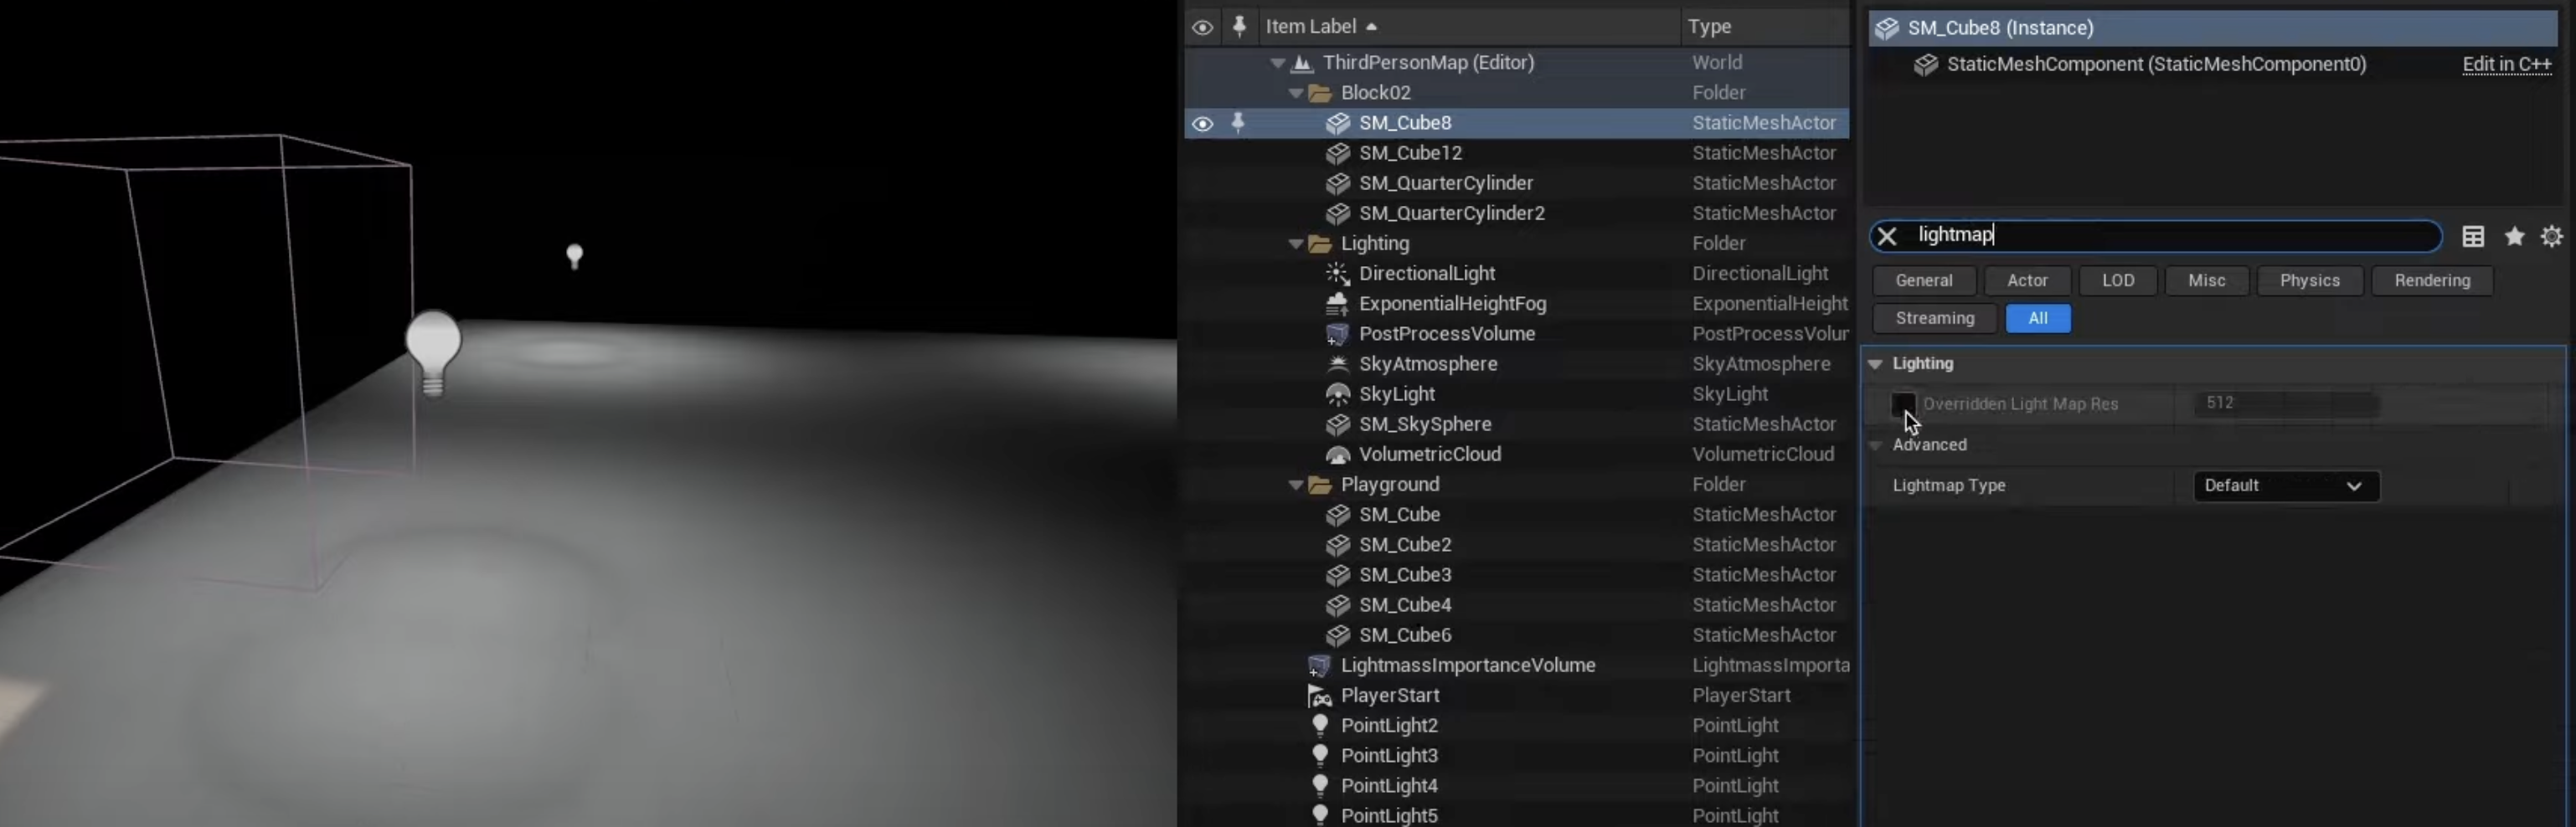 Item Label Type
ThirdPersonMap (Editor) World
Block02 Folder
SM_Cube8 StaticMeshActor
SM_Cube12 StaticMeshActor
SM_QuarterCylinder StaticMeshActor
SM_QuarterCylinder2 StaticMeshActor
Lighting Folder
DirectionalLight DirectionalLight
ExponentialHeightFog ExponentialHeight
PostProcessVolume PostProcessVolur
SkyAtmosphere SkyAtmosphere
SkyLight SkyLight
SM_SkySphere StaticMeshActor
VolumetricCloud VolumetricCloud
Playground Folder
SM_Cube StaticMeshActor
SM_Cube2 StaticMeshActor
SM_Cube3 StaticMeshActor
SM_Cube4 StaticMeshActor
SM_Cube6 StaticMeshActor
LightmassImportanceVolume LightmassImporta
PlayerStart PlayerStart
PointLight2 PointLight
PointLight3 PointLight
PointLight4 PointLight
PointLight5 PointLight
SM_Cube8 (Instance)
StaticMeshComponent (StaticMeshComponent0) Edit in C++
lightmap
General Actor LOD Misc Physics Rendering
Streaming All
Lighting
Overridden Light Map Res 512
Advanced
Lightmap Type Default